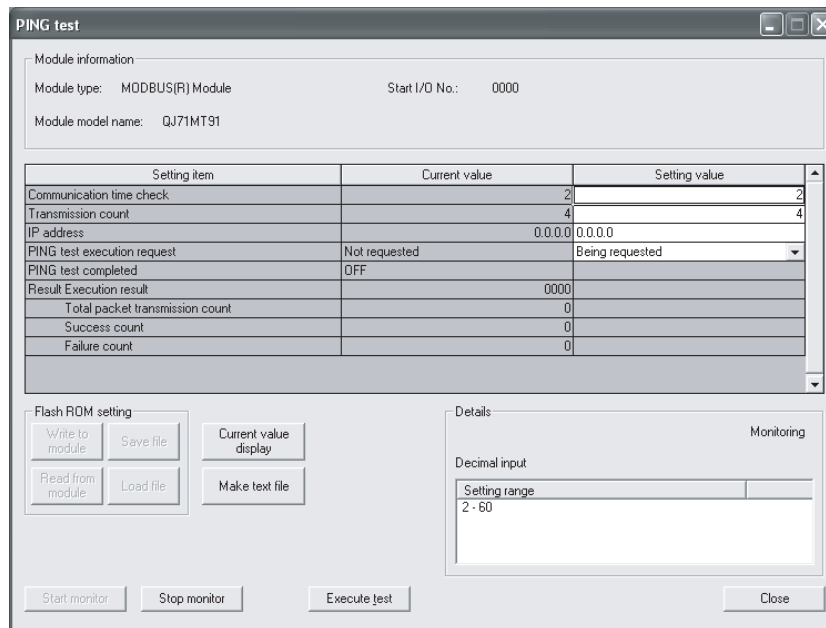 PING test
Module information
Module type: MODBUS(R) Module Start I/O No.: 0000
Module model name: QJ71MT91
Setting item Current value Setting value
Communication time check 2 2
Transmission count 4 4
IP address 0.0.0.0 0.0.0.0
PING test execution request Not requested Being requested
PING test completed OFF
Result Execution result 0000
Total packet transmission count 0
Success count 0
Failure count 0
Flash ROM setting
Write to module
Save file
Current value display
Read from module
Load file
Make text file
Details
Monitoring
Decimal input
Setting range
2 - 60
Start monitor Stop monitor Execute test Close